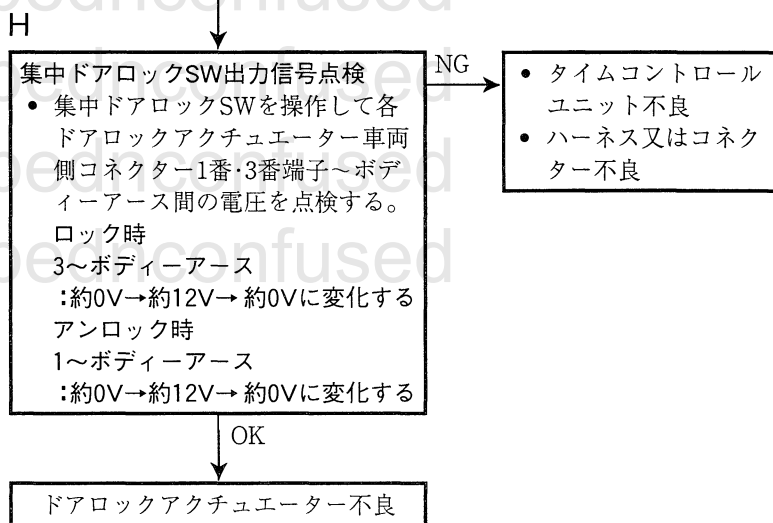 H
集中ドアロックSW出力信号点検
• 集中ドアロックSWを操作して各
ドアロックアクチュエーター車両
側コネクター1番・3番端子～ボデ
ィーアース間の電圧を点検する。
ロック時
3～ボディーアース
：約0V→約12V→ 約0Vに変化する
アンロック時
1～ボディーアース
：約0V→約12V→ 約0Vに変化する
NG
• タイムコントロール
ユニット不良
• ハーネス又はコネク
ター不良
OK
ドアロックアクチュエーター不良
pednconfused
pednconfused
pednconfused
pednconfused